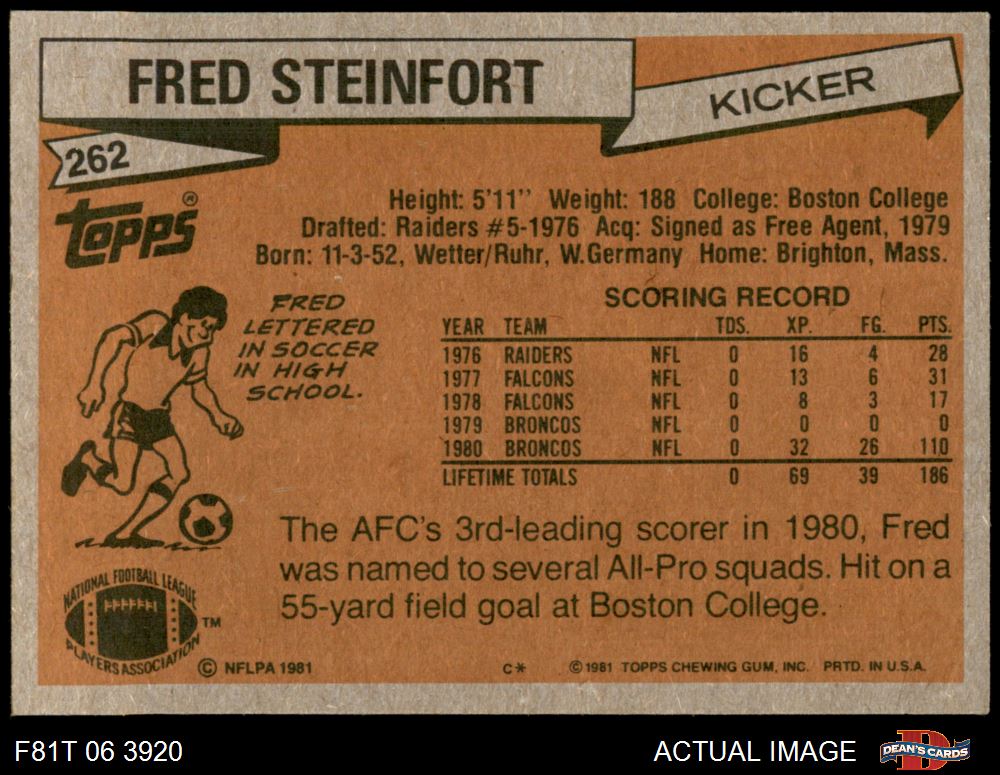 FRED STEINFORT
KICKER
262
Topps®
Height: 5'11'' Weight: 188 College: Boston College
Drafted: Raiders #5-1976 Acq: Signed as Free Agent, 1979
Born: 11-3-52, Wetter/Ruhr, W.Germany Home: Brighton, Mass.
FRED
LETTERED
IN SOCCER
IN HIGH
SCHOOL.
SCORING RECORD
YEAR TEAM TDS. XP. FG. PTS.
1976 RAIDERS NFL 0 16 4 28
1977 FALCONS NFL 0 13 6 31
1978 FALCONS NFL 0 8 3 17
1979 BRONCOS NFL 0 0 0 0
1980 BRONCOS NFL 0 32 26 110
LIFETIME TOTALS 0 69 39 186
The AFC's 3rd-leading scorer in 1980, Fred
was named to several All-Pro squads. Hit on a
55-yard field goal at Boston College.
NATIONAL FOOTBALL LEAGUE
PLAYERS ASSOCIATION
TM
© NFLPA 1981
C*
© 1981 TOPPS CHEWING GUM, INC. PRTD. IN U.S.A.
F81T 06 3920
ACTUAL IMAGE
D
DEAN'S CARDS